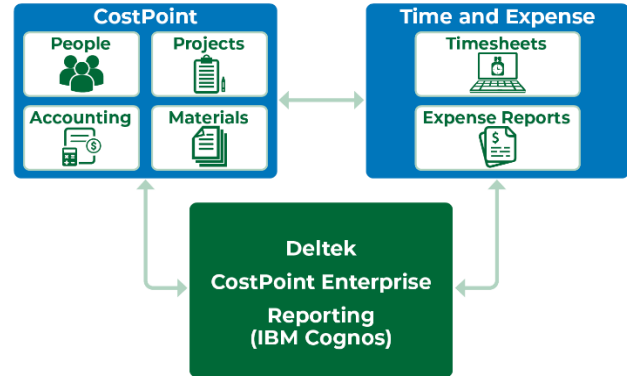 CostPoint
People
Projects
Accounting
$
Materials
Time and Expense
Timesheets
Expense Reports
$
Deltek
CostPoint Enterprise
Reporting
(IBM Cognos)